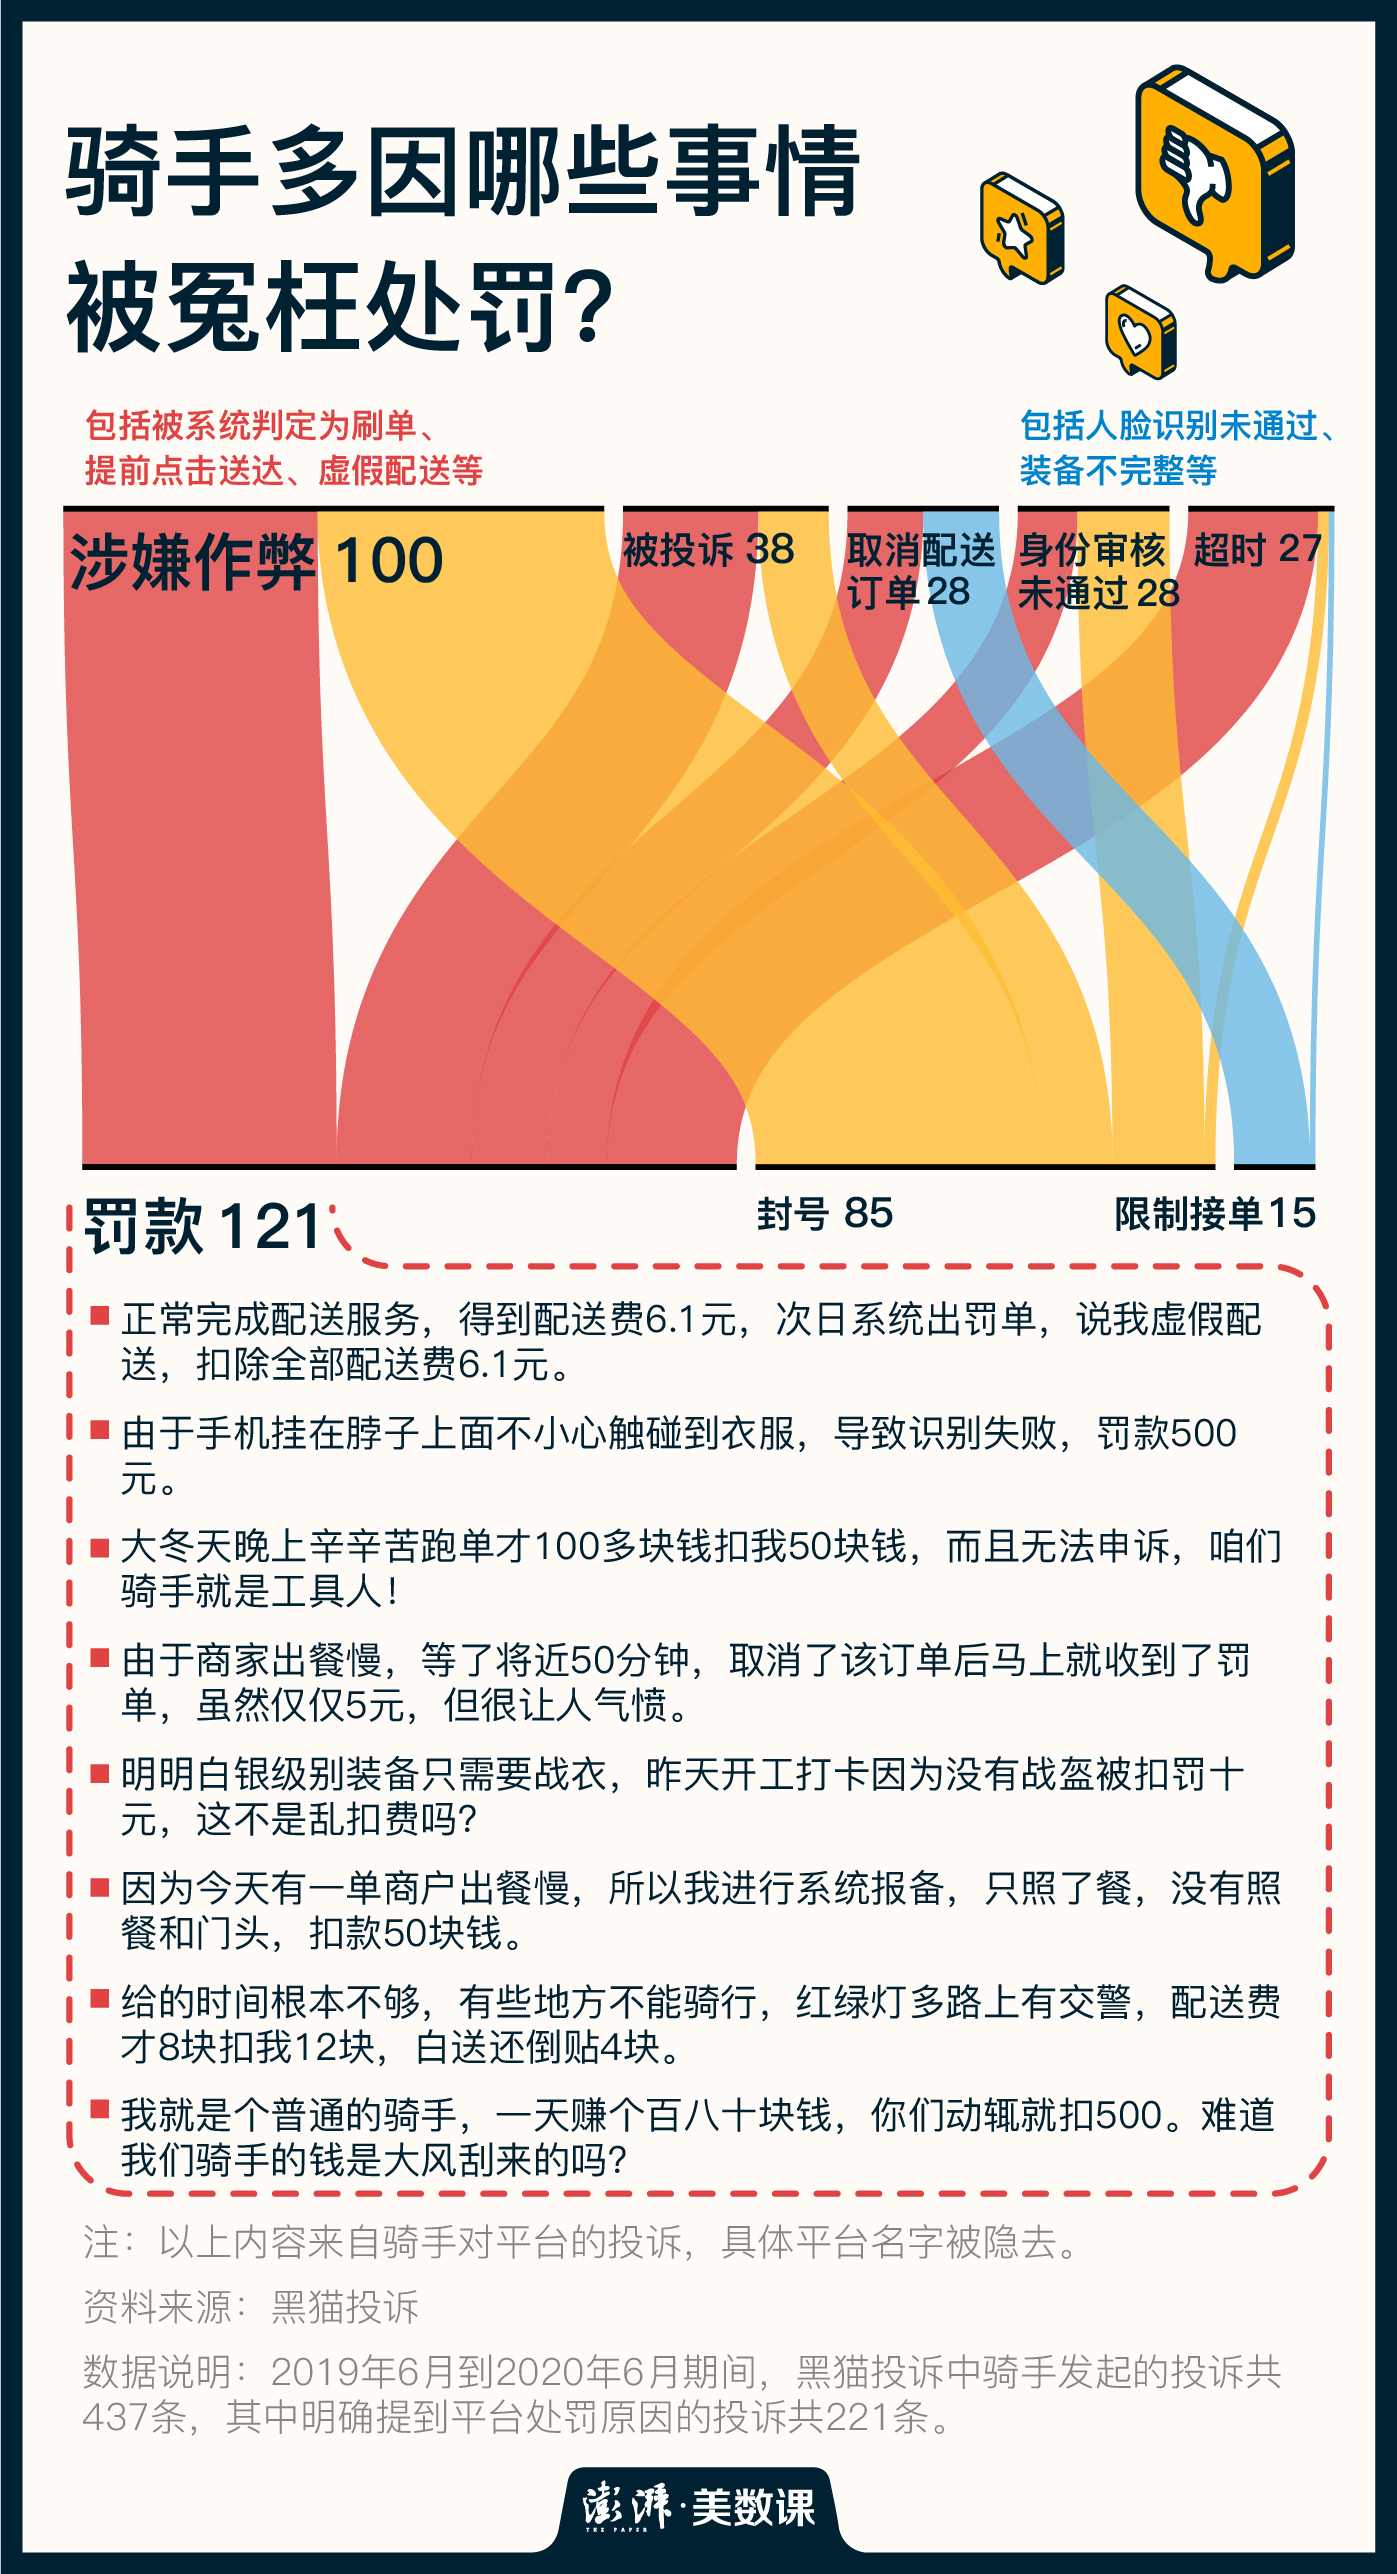 骑手多因哪些事情
被冤枉处罚？
包括被系统判定为刷单、
提前点击送达、虚假配送等
包括人脸识别未通过、
装备不完整等
涉嫌作弊 100
被投诉 38
取消配送
订单 28
身份审核
未通过 28
超时 27
罚款 121
封号 85
限制接单 15
正常完成配送服务，得到配送费6.1元，次日系统出罚单，说我虚假配
送，扣除全部配送费6.1元。
由于手机挂在脖子上面不小心触碰到衣服，导致识别失败，罚款500
元。
大冬天晚上辛辛苦跑单才100多块钱扣我50块钱，而且无法申诉，咱们
骑手就是工具人！
由于商家出餐慢，等了将近50分钟，取消了该订单后马上就收到了罚
单，虽然仅仅5元，但很让人气愤。
明明白银级别装备只需要战衣，昨天开工打卡因为没有战盔被扣罚十
元，这不是乱扣费吗？
因为今天有一单商户出餐慢，所以我进行系统报备，只照了餐，没有照
餐和门头，扣款50块钱。
给的时间根本不够，有些地方不能骑行，红绿灯多路上有交警，配送费
才8块扣我12块，白送还倒贴4块。
我就是个普通的骑手，一天赚个百八十块钱，你们动辄就扣500。难道
我们骑手的钱是大风刮来的吗？
注：以上内容来自骑手对平台的投诉，具体平台名字被隐去。
资料来源：黑猫投诉
数据说明：2019年6月到2020年6月期间，黑猫投诉中骑手发起的投诉共
437条，其中明确提到平台处罚原因的投诉共221条。
澎湃·美数课
THE PAPER